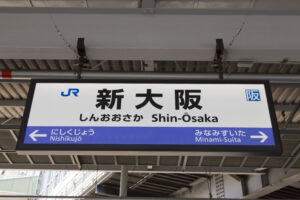 JR
新大阪
阪
しんおおさか Shin-Ōsaka
にしくじょう みなみすいた
Nishikujō Minami-Suita